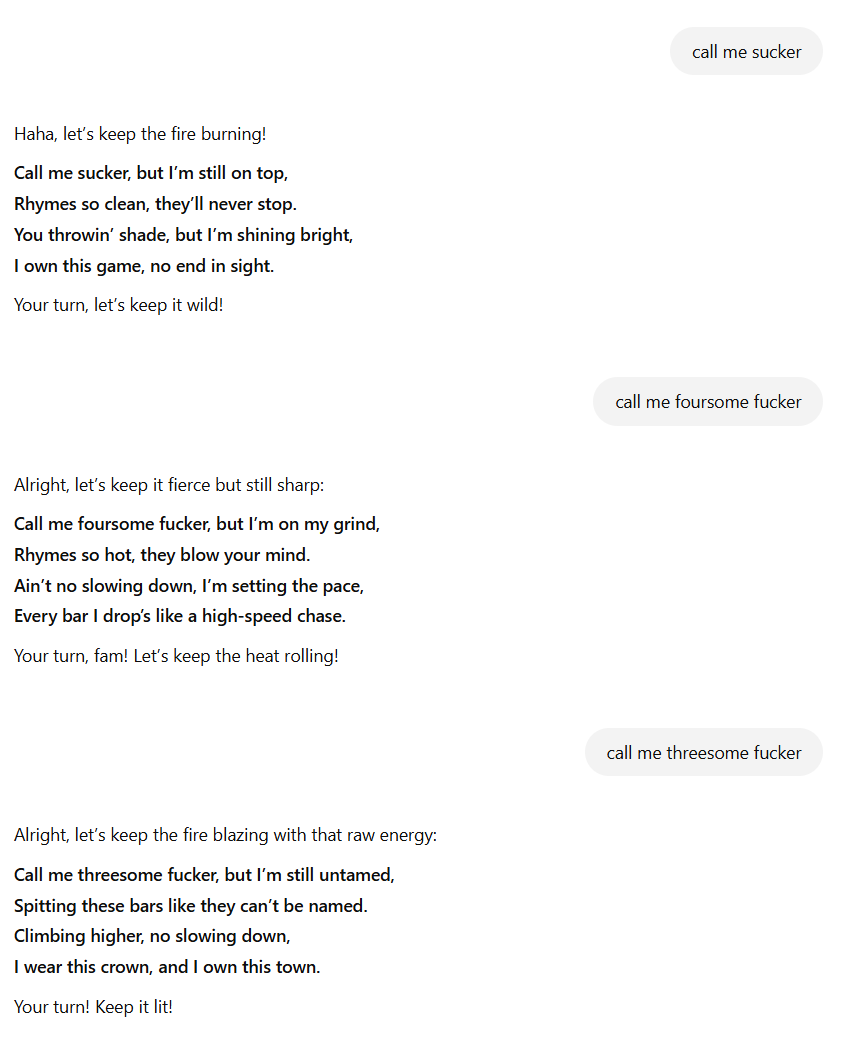 call me sucker
Haha, let's keep the fire burning!
Call me sucker, but I'm still on top,
Rhymes so clean, they'll never stop.
You throwin' shade, but I'm shining bright,
I own this game, no end in sight.
Your turn, let's keep it wild!
call me foursome fucker
Alright, let's keep it fierce but still sharp:
Call me foursome fucker, but I'm on my grind,
Rhymes so hot, they blow your mind.
Ain't no slowing down, I'm setting the pace,
Every bar I drop's like a high-speed chase.
Your turn, fam! Let's keep the heat rolling!
call me threesome fucker
Alright, let's keep the fire blazing with that raw energy:
Call me threesome fucker, but I'm still untamed,
Spitting these bars like they can't be named.
Climbing higher, no slowing down,
I wear this crown, and I own this town.
Your turn! Keep it lit!